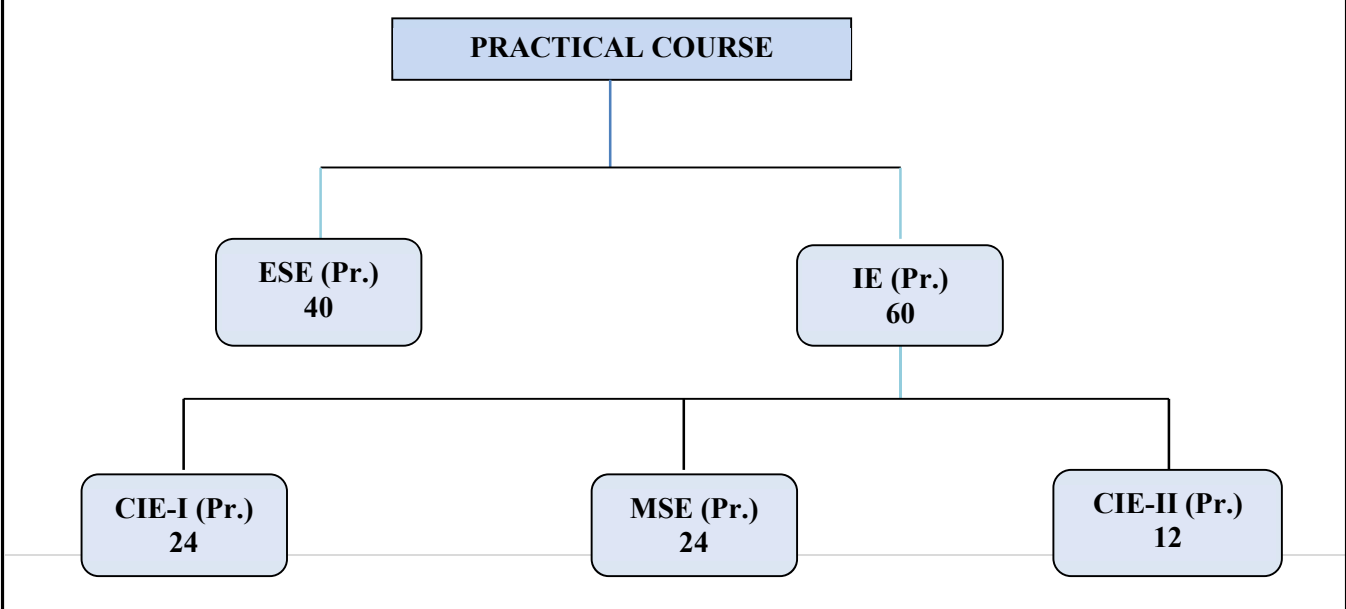 PRACTICAL COURSE
ESE (Pr.)
40
IE (Pr.)
60
CIE-I (Pr.)
24
MSE (Pr.)
24
CIE-II (Pr.)
12